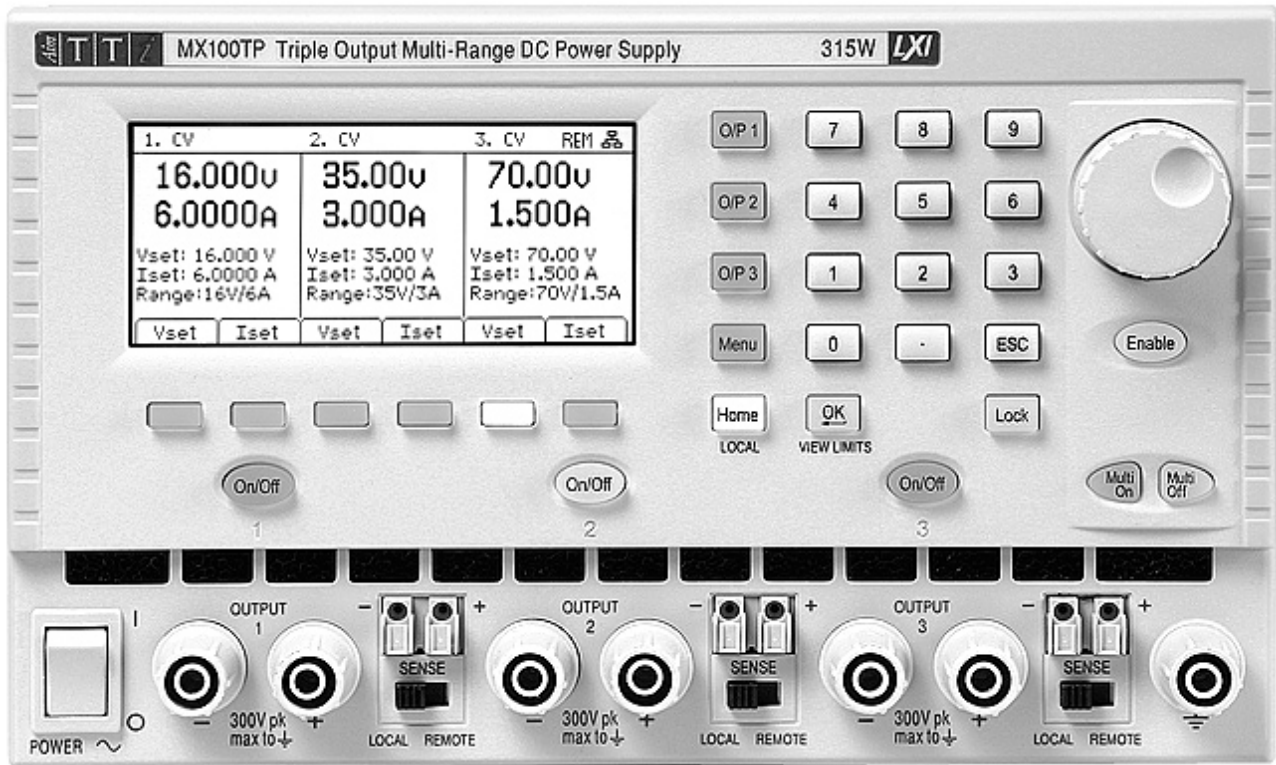 Aim TTi MX100TP Triple Output Multi-Range DC Power Supply 315W LXI
1. CV 2. CV 3. CV REM
16.000V 35.00V 70.00V
6.0000A 3.000A 1.500A
Vset: 16.000 V Vset: 35.00 V Vset: 70.00 V
Iset: 6.0000 A Iset: 3.000 A Iset: 1.500 A
Range:16V/6A Range:35V/3A Range:70V/1.5A
Vset Iset Vset Iset Vset Iset
O/P 1 7 8 9
O/P 2 4 5 6
O/P 3 1 2 3
Menu 0 . ESC
Enable
Home OK Lock
LOCAL VIEW LIMITS
On/Off On/Off On/Off
Multi On Multi Off
1 2 3
POWER I O
OUTPUT 1 - + SENSE
OUTPUT 2 - + SENSE
OUTPUT 3 - + SENSE
- 300V pk max to ⏚ + LOCAL REMOTE
- 300V pk max to ⏚ + LOCAL REMOTE
- 300V pk max to ⏚ + LOCAL REMOTE